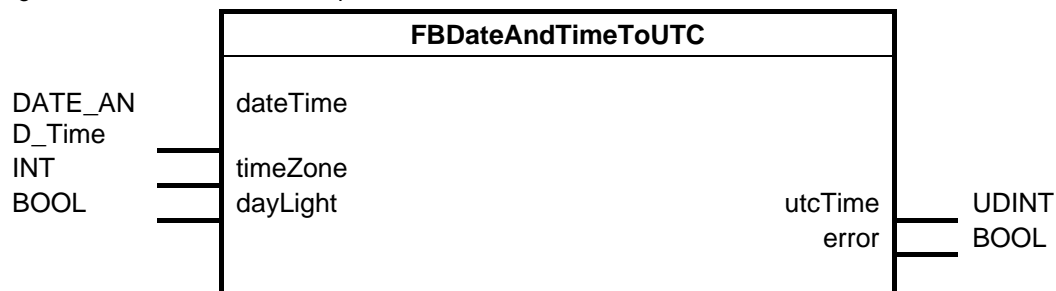 FBDateAndTimeToUTC
DATE_AN dateTime
D_Time
INT timeZone
BOOL dayLight utcTime UDINT
error BOOL